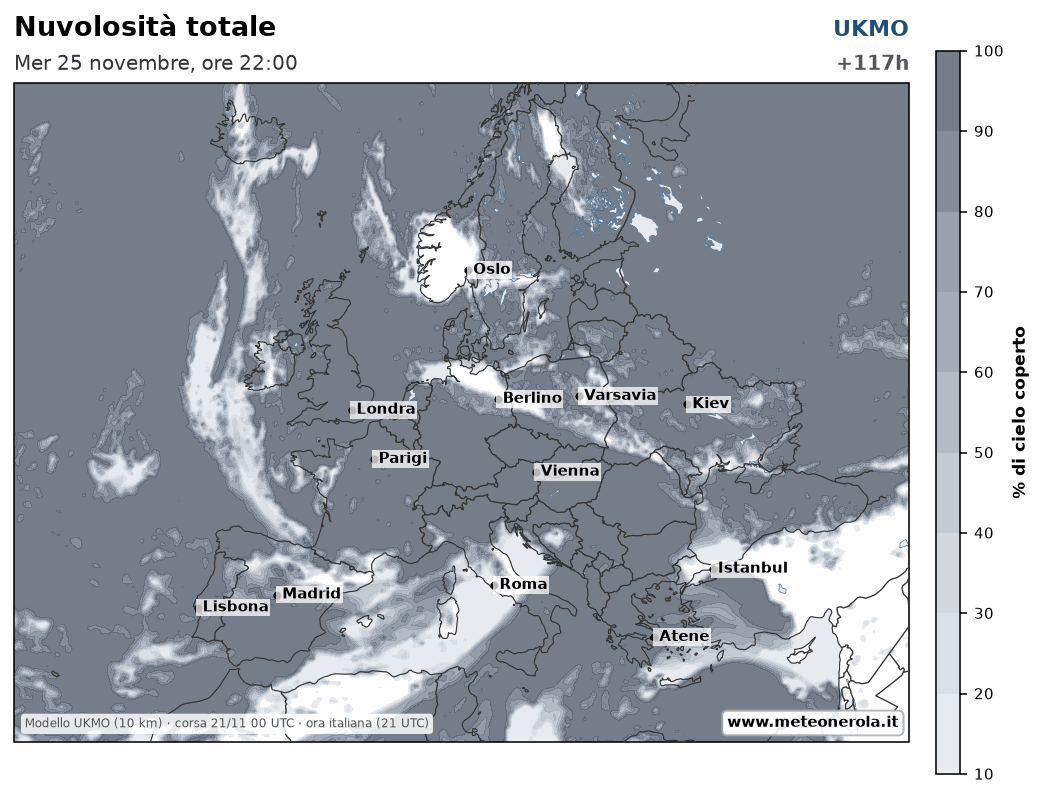 Nuvolosità totale
UKMO
Mer 25 novembre, ore 22:00
+117h
Oslo
Londra
Berlino
Varsavia
Kiev
Parigi
Vienna
Istanbul
Roma
Madrid
Lisbona
Atene
Modello UKMO (10 km) · corsa 21/11 00 UTC · ora italiana (21 UTC)
www.meteonerola.it
100
90
80
70
60
50
40
30
20
10
% di cielo coperto